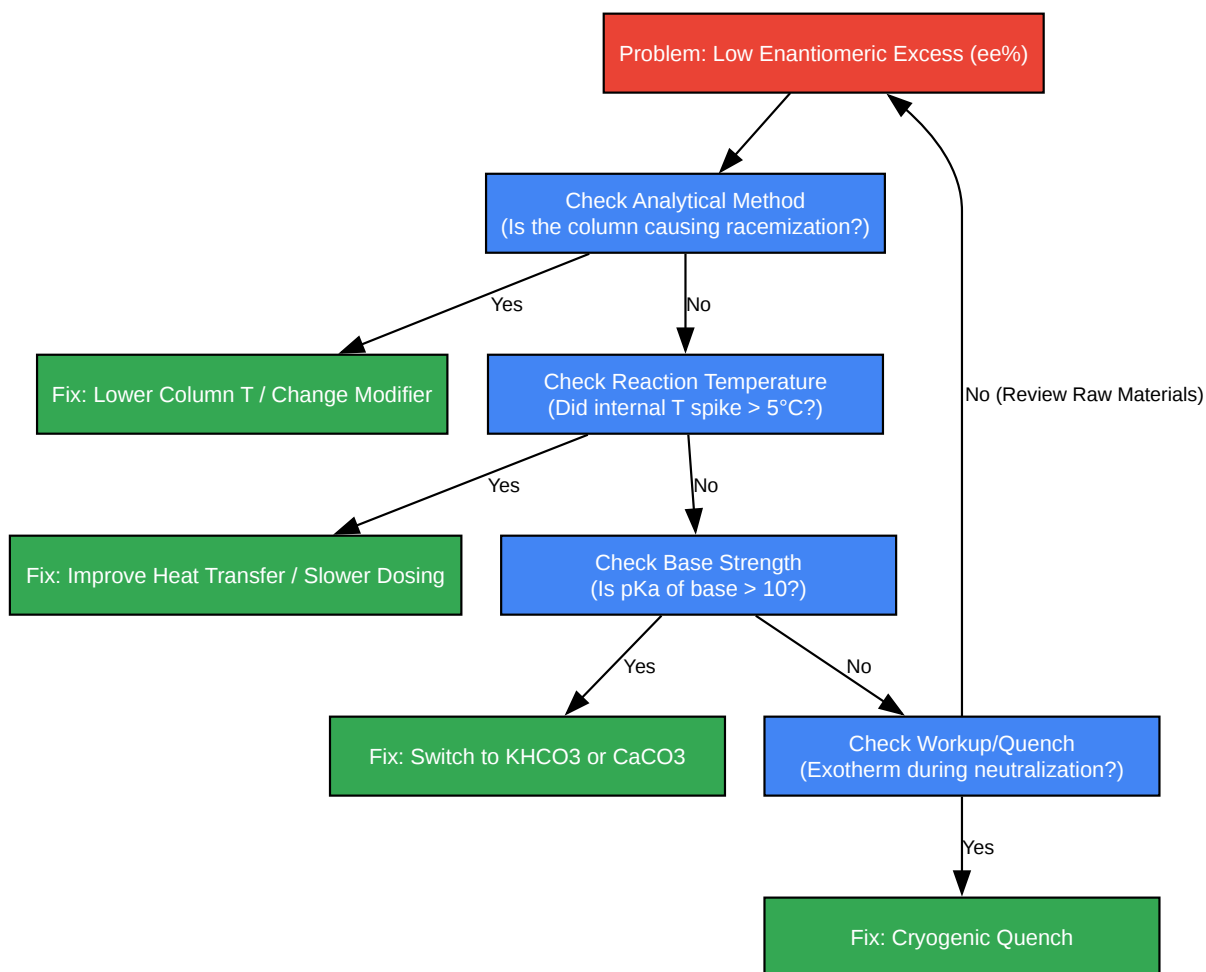 Problem: Low Enantiomeric Excess (ee%)
Check Analytical Method
(Is the column causing racemization?)
Yes
No
Fix: Lower Column T / Change Modifier
Check Reaction Temperature
(Did internal T spike > 5°C?)
No (Review Raw Materials)
Yes
No
Fix: Improve Heat Transfer / Slower Dosing
Check Base Strength
(Is pKa of base > 10?)
Yes
No
Fix: Switch to KHCO3 or CaCO3
Check Workup/Quench
(Exotherm during neutralization?)
Yes
Fix: Cryogenic Quench